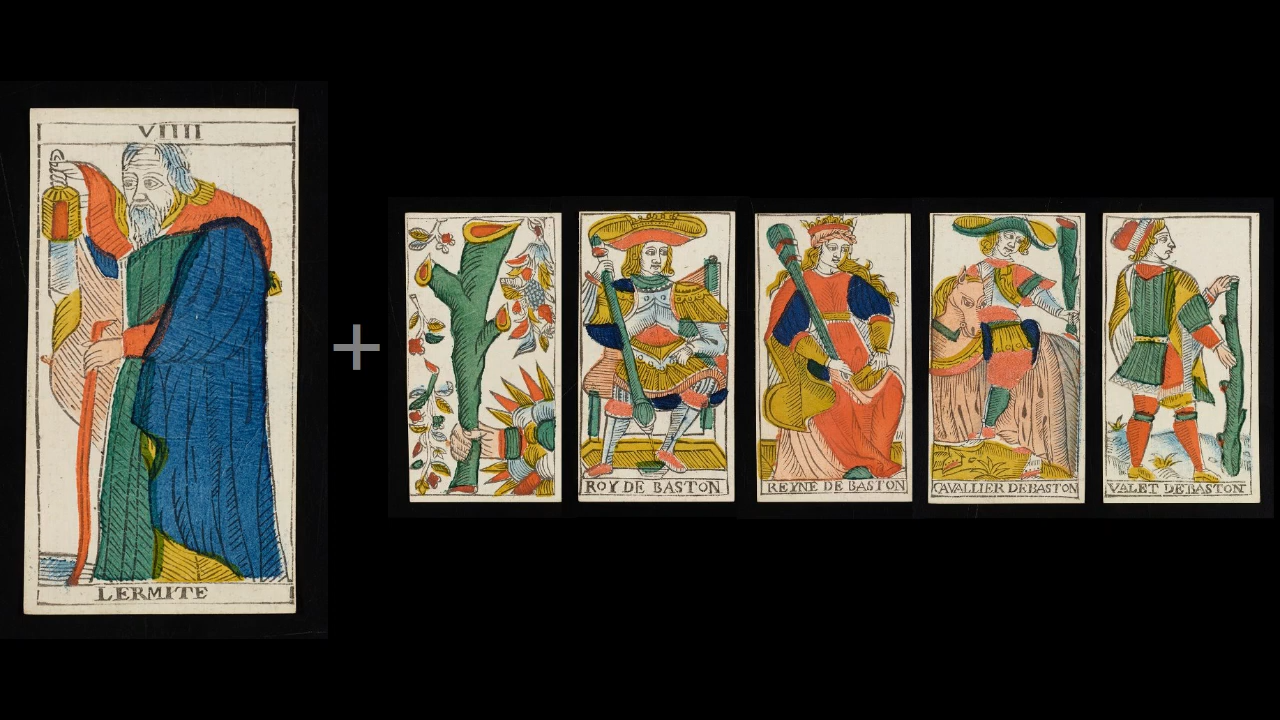 VIIII
LERMITE
+
ROY DE BASTON
REYNE DE BASTON
CAVALLIER DE BASTON
VALET DE BASTON